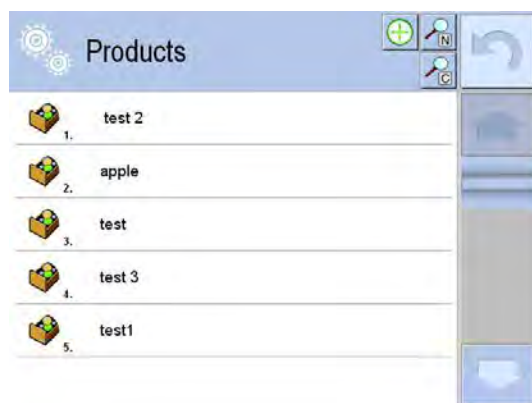 Products
N
C
1. test 2
2. apple
3. test
4. test 3
5. test1